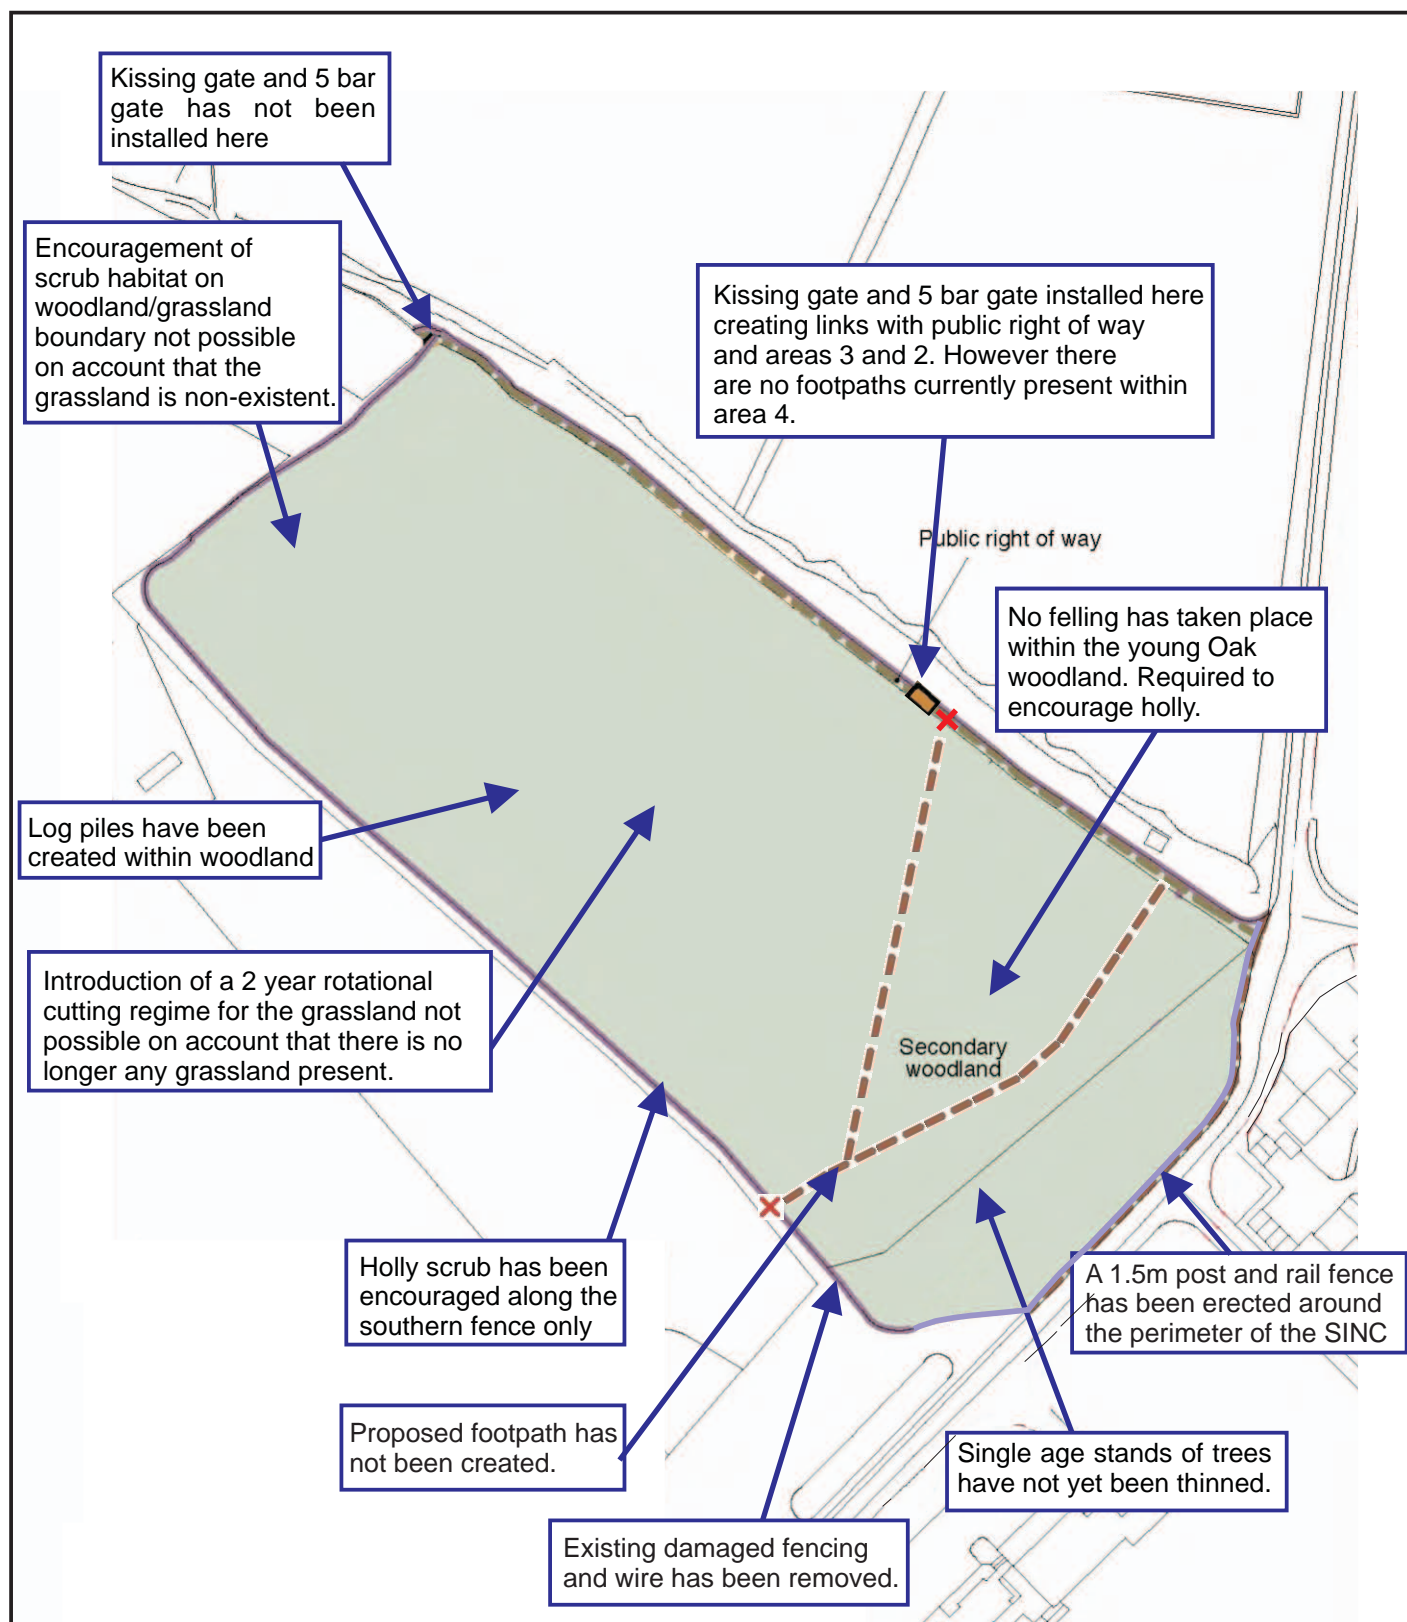 Kissing gate and 5 bar
gate has not been
installed here
Encouragement of
scrub habitat on
woodland/grassland
boundary not possible
on account that the
grassland is non-existent.
Kissing gate and 5 bar gate installed here
creating links with public right of way
and areas 3 and 2. However there
are no footpaths currently present within
area 4.
Public right of way
No felling has taken place
within the young Oak
woodland. Required to
encourage holly.
Log piles have been
created within woodland
Introduction of a 2 year rotational
cutting regime for the grassland not
possible on account that there is no
longer any grassland present.
Secondary
woodland
Holly scrub has been
encouraged along the
southern fence only
A 1.5m post and rail fence
has been erected around
the perimeter of the SINC
Proposed footpath has
not been created.
Single age stands of trees
have not yet been thinned.
Existing damaged fencing
and wire has been removed.